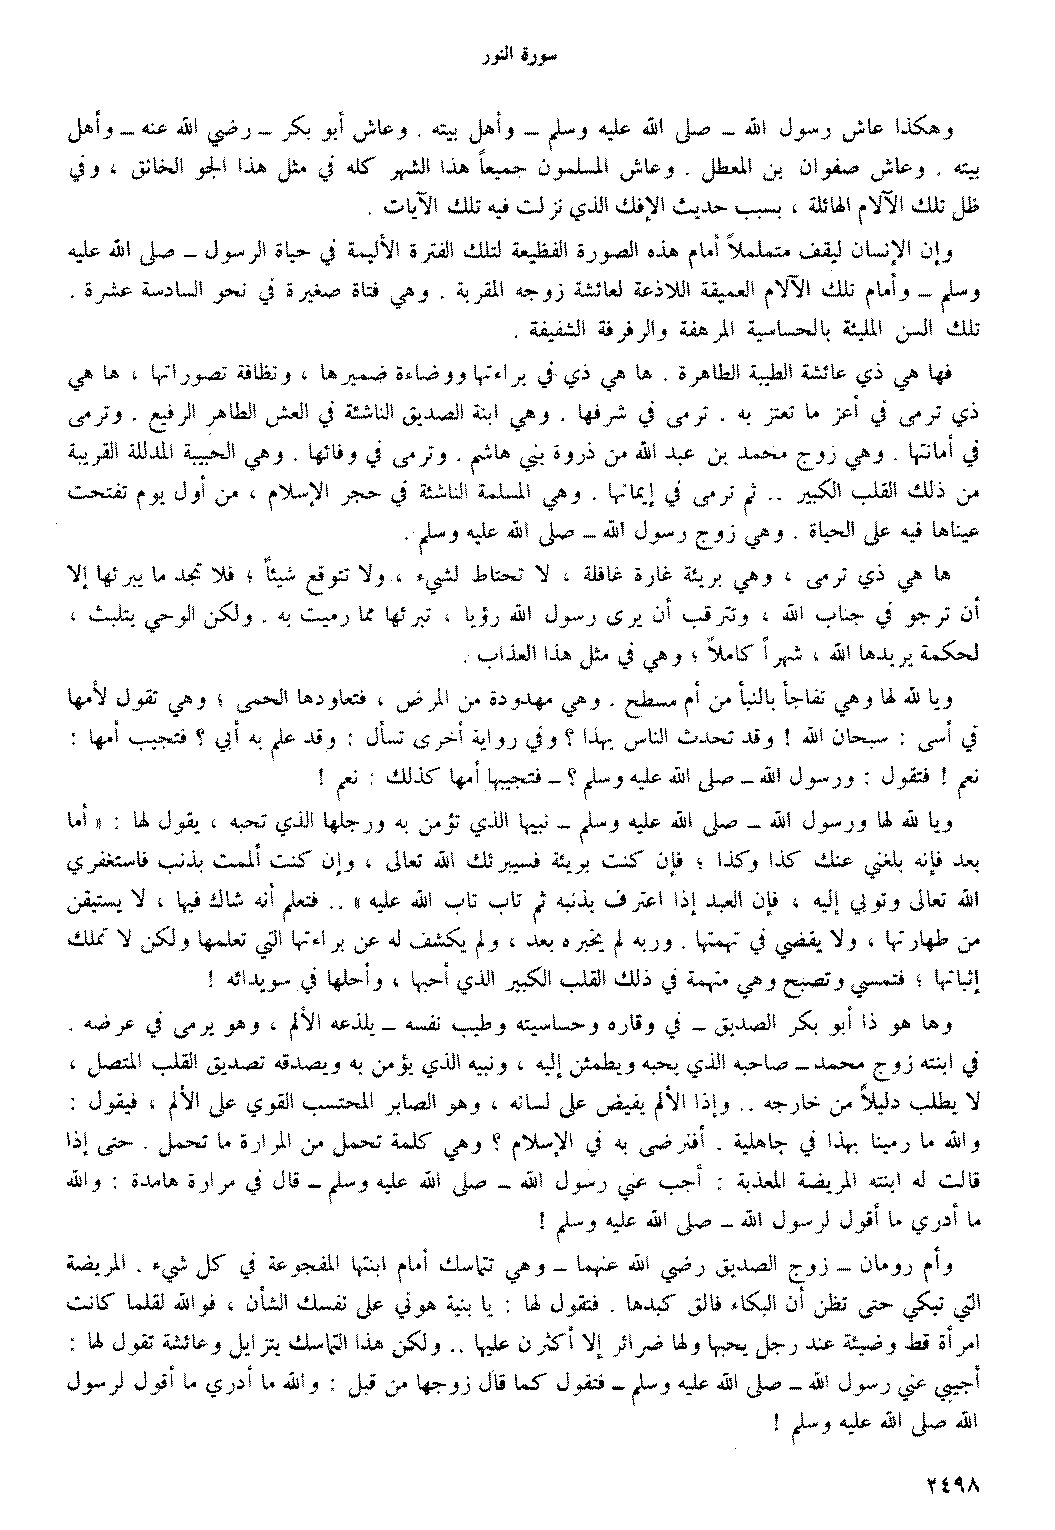 سورة النور
وهكذا عاش رسول الله – صلى الله عليه وسلم – وأهل بيته . وعاش أبو بكر – رضي الله عنه – وأهل
بيته . وعاش صفوان بن المعطل . وعاش المسلمون جميعاً هذا الشهر كله في مثل هذا الجو الخانق ، وفي
ظل تلك الآلام الهائلة ، بسبب حديث الإفك الذي نزلت فيه تلك الآيات .
وإن الإنسان ليقف متململاً أمام هذه الصورة الفظيعة لتلك الفترة الأليمة في حياة الرسول – صلى الله عليه
وسلم – وأمام تلك الآلام العميقة اللاذعة لعائشة زوجه المقربة . وهي فتاة صغيرة في نحو السادسة عشرة .
تلك السن المليئة بالحساسية المرهفة والرفرفة الشفيفة .
فها هي ذي عائشة الطيبة الطاهرة . ها هي ذي في براءتها ووضاءة ضميرها ، ونظافة تصوراتها ، ها هي
ذي ترمى في أعز ما تعتز به . ترمى في شرفها . وهي ابنة الصديق الناشئة في العش الطاهر الرفيع . وترمى
في أمانتها . وهي زوج محمد بن عبد الله من ذروة بني هاشم . وترمى في وفائها . وهي الحبيبة المدللة القريبة
من ذلك القلب الكبير .. ثم ترمى في إيمانها . وهي المسلمة الناشئة في حجر الإسلام ، من أول يوم تفتحت
عيناها فيه على الحياة . وهي زوج رسول الله – صلى الله عليه وسلم .
ها هي ذي ترمى ، وهي بريئة غارة غافلة ، لا تحتاط لشيء ، ولا تتوقع شيئاً ؛ فلا تجد ما يبرئها إلا
أن ترجو في جناب الله ، وتترقب أن يرى رسول الله رؤيا ، تبرئها مما رميت به . ولكن الوحي يتلبث ،
لحكمة يريدها الله ، شهراً كاملاً ؛ وهي في مثل هذا العذاب .
ويا لله لها وهي تفاجأ بالنبأ من أم مسطح . وهي مهدودة من المرض ، فتعاودها الحمى ؛ وهي تقول لأمها
في أسى : سبحان الله ! وقد تحدث الناس بهذا ؟ وفي رواية أخرى تسأل : وقد علم به أبي ؟ فتجيب أمها :
نعم ! فتقول : ورسول الله – صلى الله عليه وسلم ؟ – فتجيبها أمها كذلك : نعم !
ويا لله لها ورسول الله – صلى الله عليه وسلم – نبيها الذي تؤمن به ورجلها الذي تحبه ، يقول لها : « أما
بعد فإنه بلغني عنك كذا وكذا ؛ فإن كنت بريئة فسيبرئك الله تعالى ، وإن كنت ألممت بذنب فاستغفري
الله تعالى وتوبي إليه ، فإن العبد إذا اعترف بذنبه ثم تاب تاب الله عليه » .. فتعلم أنه شاك فيها ، لا يستيقن
من طهارتها ، ولا يقضي في تهمتها . وربه لم يخبره بعد ، ولم يكشف له عن براءتها التي تعلمها ولكن لا تملك
إثباتها ؛ فتمسي وتصبح وهي متهمة في ذلك القلب الكبير الذي أحبها ، وأحلها في سويدائه !
وها هو ذا أبو بكر الصديق – في وقاره وحساسيته وطيب نفسه – يلذعه الألم ، وهو يرمى في عرضه .
في ابنته زوج محمد – صاحبه الذي يحبه ويطمئن إليه ، ونبيه الذي يؤمن به ويصدقه تصديق القلب المتصل ،
لا يطلب دليلاً من خارجه .. وإذا الألم يفيض على لسانه ، وهو الصابر المحتسب القوي على الألم ، فيقول :
والله ما رمينا بهذا في جاهلية . أفنرضى به في الإسلام ؟ وهي كلمة تحمل من المرارة ما تحمل . حتى إذا
قالت له ابنته المريضة المعذبة : أجب عني رسول الله – صلى الله عليه وسلم – قال في مرارة هامدة : والله
ما أدري ما أقول لرسول الله – صلى الله عليه وسلم !
وأم رومان – زوج الصديق رضي الله عنهما – وهي تتماسك أمام ابنتها المفجوعة في كل شيء . المريضة
التي تبكي حتى تظن أن البكاء فالق كبدها . فتقول لها : يا بنية هوني على نفسك الشأن ، فوالله لقلما كانت
امرأة قط وضيئة عند رجل يحبها ولها ضرائر إلا أكثرن عليها .. ولكن هذا التماسك يتزايل وعائشة تقول لها :
أجيبي عني رسول الله – صلى الله عليه وسلم – فتقول كما قال زوجها من قبل : والله ما أدري ما أقول لرسول
الله صلى الله عليه وسلم !
٢٤٩٨